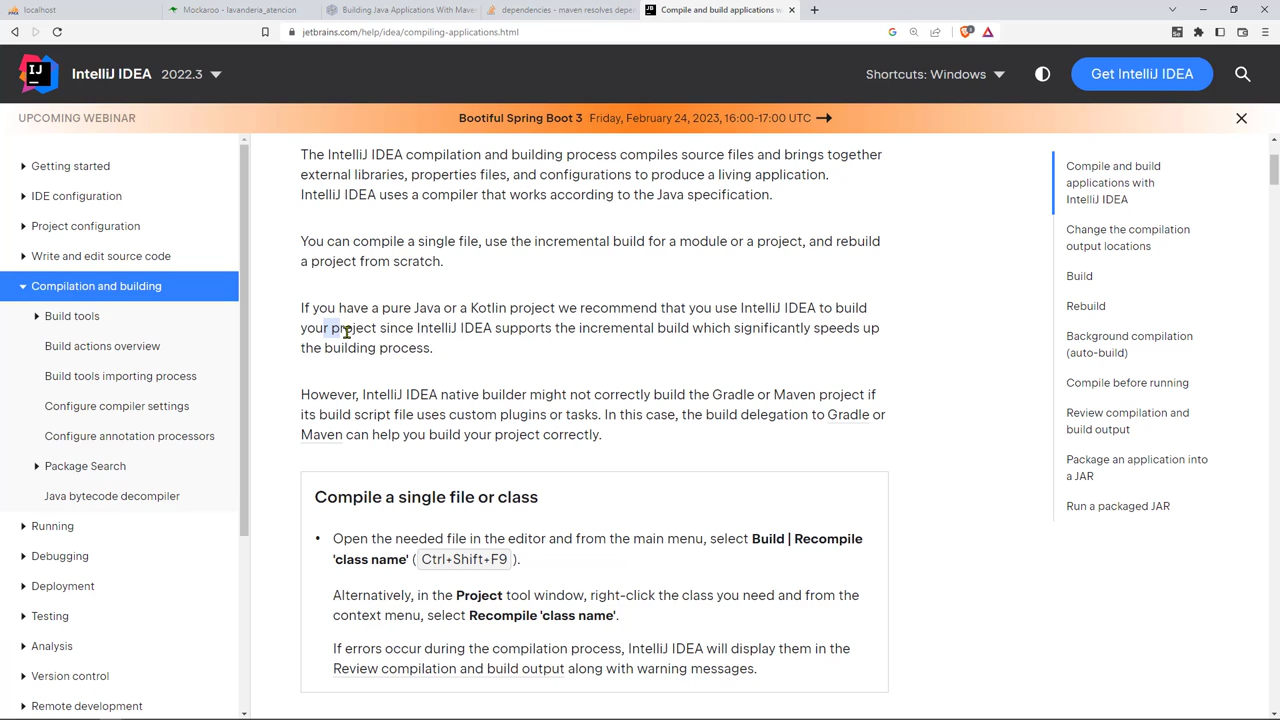 localhost
Mockaroo - lavanderia_atencion
Building Java Applications With Maven
dependencies - maven resolves depe
Compile and build applications w
jetbrains.com/help/idea/compiling-applications.html
IntelliJ IDEA 2022.3
Shortcuts: Windows
Get IntelliJ IDEA
UPCOMING WEBINAR
Bootiful Spring Boot 3 Friday, February 24, 2023, 16:00-17:00 UTC
Getting started
IDE configuration
Project configuration
Write and edit source code
Compilation and building
Build tools
Build actions overview
Build tools importing process
Configure compiler settings
Configure annotation processors
Package Search
Java bytecode decompiler
Running
Debugging
Deployment
Testing
Analysis
Version control
Remote development
The IntelliJ IDEA compilation and building process compiles source files and brings together
external libraries, properties files, and configurations to produce a living application.
IntelliJ IDEA uses a compiler that works according to the Java specification.
You can compile a single file, use the incremental build for a module or a project, and rebuild
a project from scratch.
If you have a pure Java or a Kotlin project we recommend that you use IntelliJ IDEA to build
your project since IntelliJ IDEA supports the incremental build which significantly speeds up
the building process.
However, IntelliJ IDEA native builder might not correctly build the Gradle or Maven project if
its build script file uses custom plugins or tasks. In this case, the build delegation to Gradle or
Maven can help you build your project correctly.
Compile a single file or class
• Open the needed file in the editor and from the main menu, select Build | Recompile
'class name' ( Ctrl+Shift+F9 ).
Alternatively, in the Project tool window, right-click the class you need and from the
context menu, select Recompile 'class name'.
If errors occur during the compilation process, IntelliJ IDEA will display them in the
Review compilation and build output along with warning messages.
Compile and build
applications with
IntelliJ IDEA
Change the compilation
output locations
Build
Rebuild
Background compilation
(auto-build)
Compile before running
Review compilation and
build output
Package an application into
a JAR
Run a packaged JAR